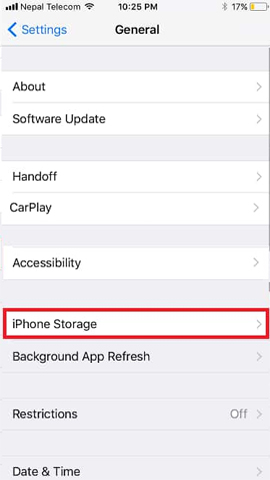 Nepal Telecom 10:25 PM 17%
Settings General
About
Software Update
Handoff
CarPlay
Accessibility
iPhone Storage
Background App Refresh
Restrictions Off
Date & Time